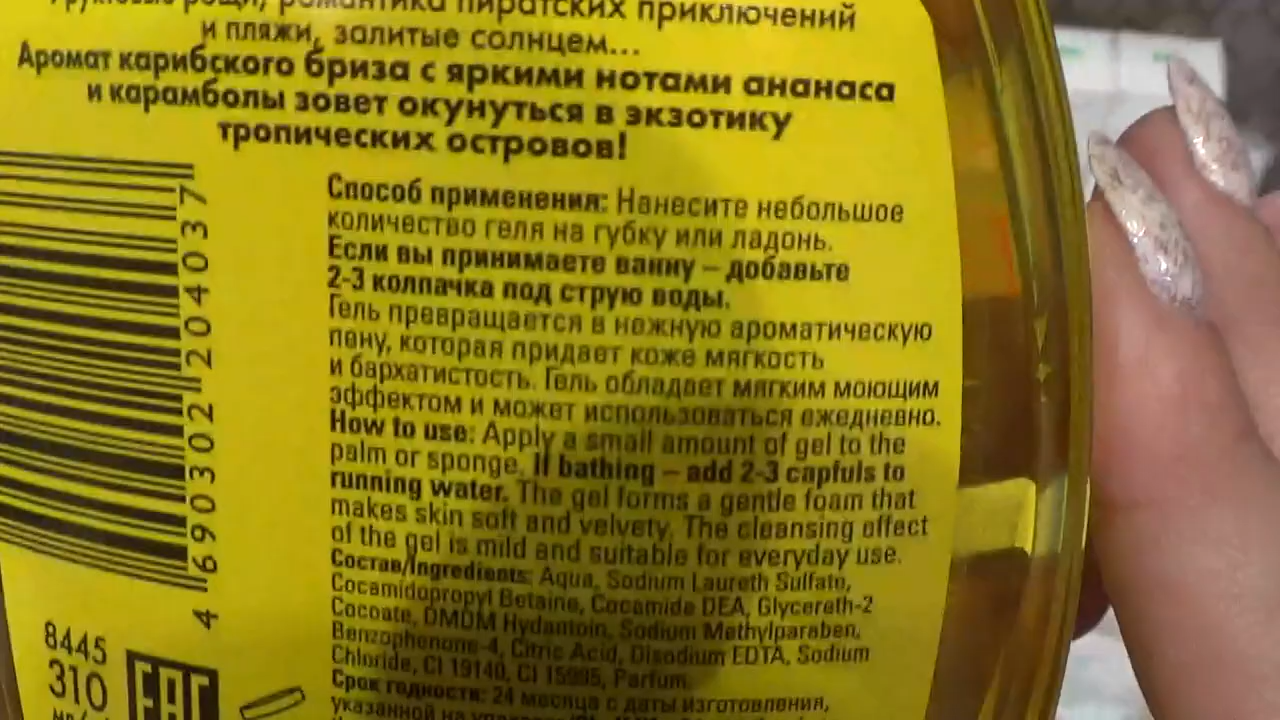 Фруктовые рощи, романтика пиратских приключений
и пляжи, залитые солнцем...
Аромат карибского бриза с яркими нотами ананаса
и карамболы зовет окунуться в экзотику
тропических островов!
Способ применения: Нанесите небольшое
количество геля на губку или ладонь.
Если вы принимаете ванну – добавьте
2-3 колпачка под струю воды.
Гель превращается в нежную ароматическую
пену, которая придает коже мягкость
и бархатистость. Гель обладает мягким моющим
эффектом и может использоваться ежедневно.
How to use: Apply a small amount of gel to the
palm or sponge. If bathing – add 2-3 capfuls to
running water. The gel forms a gentle foam that
makes skin soft and velvety. The cleansing effect
of the gel is mild and suitable for everyday use.
Состав/Ingredients: Aqua, Sodium Laureth Sulfate,
Cocamidopropyl Betaine, Cocamide DEA, Glycereth-2
Cocoate, DMDM Hydantoin, Sodium Methylparaben,
Benzophenone-4, Citric Acid, Disodium EDTA, Sodium
Chloride, CI 19140, CI 15985, Parfum.
Срок годности: 24 месяца с даты изготовления,
указанной на
4 690302 204037
8445
310
EAC